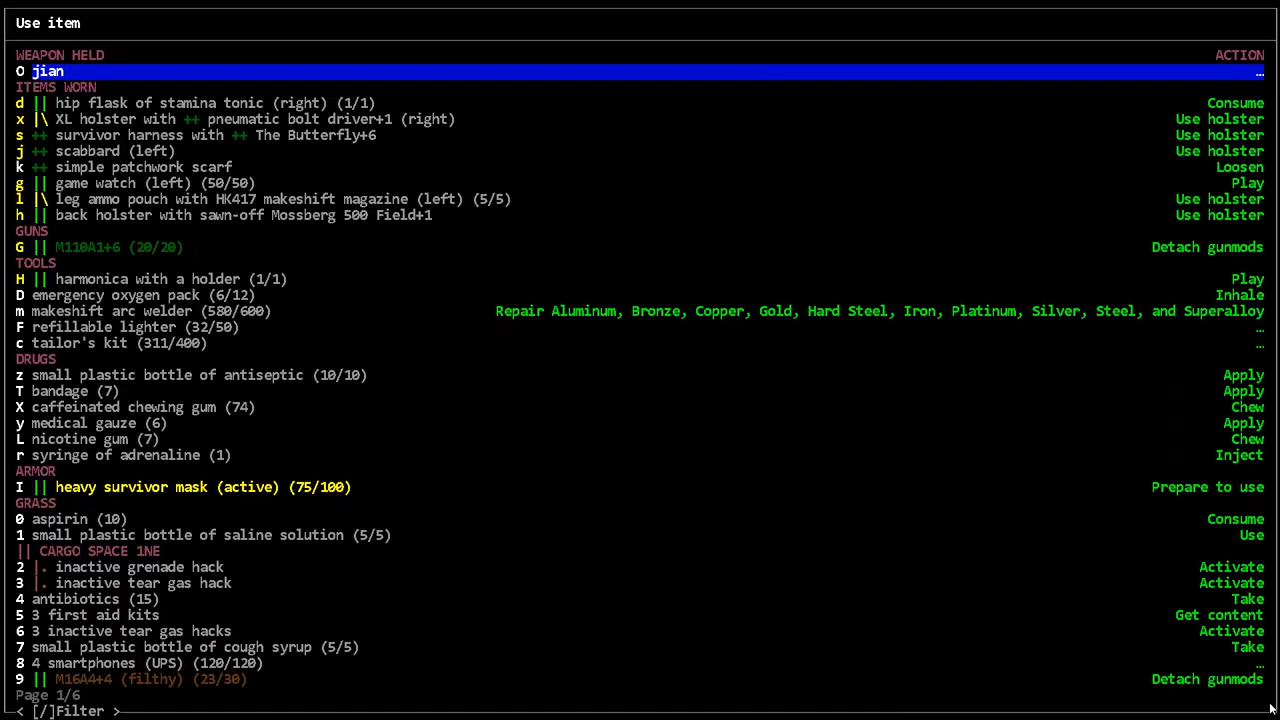 Use item
WEAPON HELD ACTION
O jian …
ITEMS WORN
d || hip flask of stamina tonic (right) (1/1) Consume
x |\ XL holster with ++ pneumatic bolt driver+1 (right) Use holster
s ++ survivor harness with ++ The Butterfly+6 Use holster
j ++ scabbard (left) Use holster
k ++ simple patchwork scarf Loosen
g || game watch (left) (50/50) Play
l |\ leg ammo pouch with HK417 makeshift magazine (left) (5/5) Use holster
h || back holster with sawn-off Mossberg 500 Field+1 Use holster
GUNS
G || M110A1+6 (20/20) Detach gunmods
TOOLS
H || harmonica with a holder (1/1) Play
D emergency oxygen pack (6/12) Inhale
m makeshift arc welder (580/600) Repair Aluminum, Bronze, Copper, Gold, Hard Steel, Iron, Platinum, Silver, Steel, and Superalloy
F refillable lighter (32/50) …
c tailor's kit (311/400) …
DRUGS
z small plastic bottle of antiseptic (10/10) Apply
T bandage (7) Apply
X caffeinated chewing gum (74) Chew
y medical gauze (6) Apply
L nicotine gum (7) Chew
r syringe of adrenaline (1) Inject
ARMOR
I || heavy survivor mask (active) (75/100) Prepare to use
GRASS
0 aspirin (10) Consume
1 small plastic bottle of saline solution (5/5) Use
|| CARGO SPACE 1NE
2 |. inactive grenade hack Activate
3 |. inactive tear gas hack Activate
4 antibiotics (15) Take
5 3 first aid kits Get content
6 3 inactive tear gas hacks Activate
7 small plastic bottle of cough syrup (5/5) Take
8 4 smartphones (UPS) (120/120) …
9 || M16A4+4 (filthy) (23/30) Detach gunmods
Page 1/6
< [/]Filter >